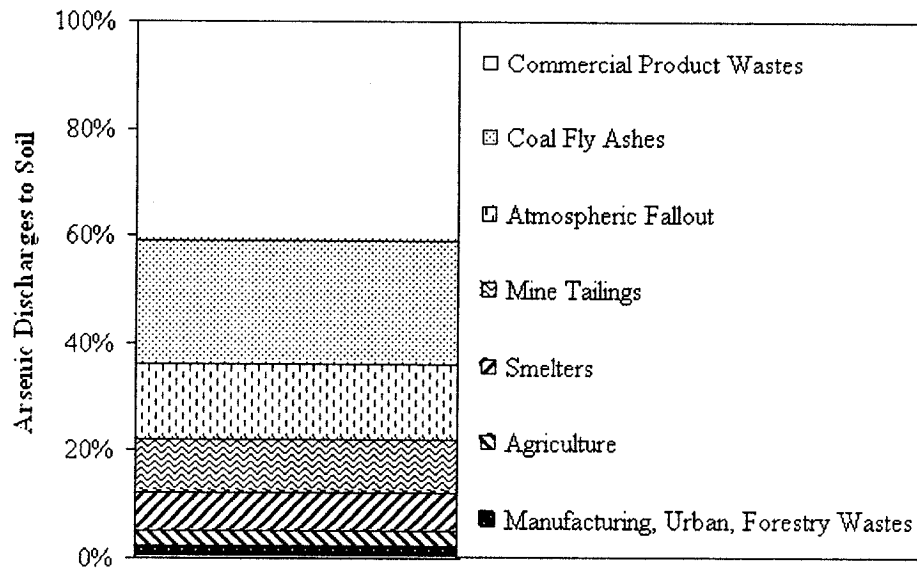 100%
80%
60%
40%
20%
0%
Arsenic Discharges to Soil
Commercial Product Wastes
Coal Fly Ashes
Atmospheric Fallout
Mine Tailings
Smelters
Agriculture
Manufacturing, Urban, Forestry Wastes